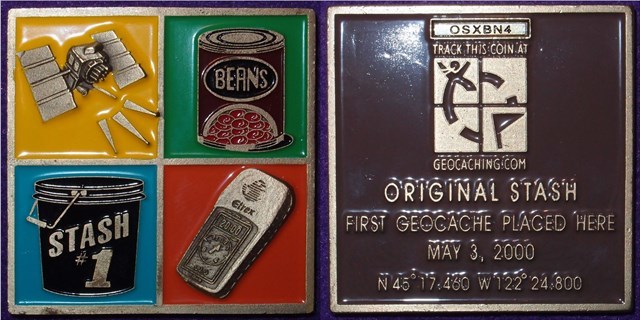 BEANS
STASH
#1
Etrex
2000
OSXBN4
TRACK THIS COIN AT
GEOCACHING.COM
ORIGINAL STASH
FIRST GEOCACHE PLACED HERE
MAY 3, 2000
N 45° 17.460 W 122° 24.800